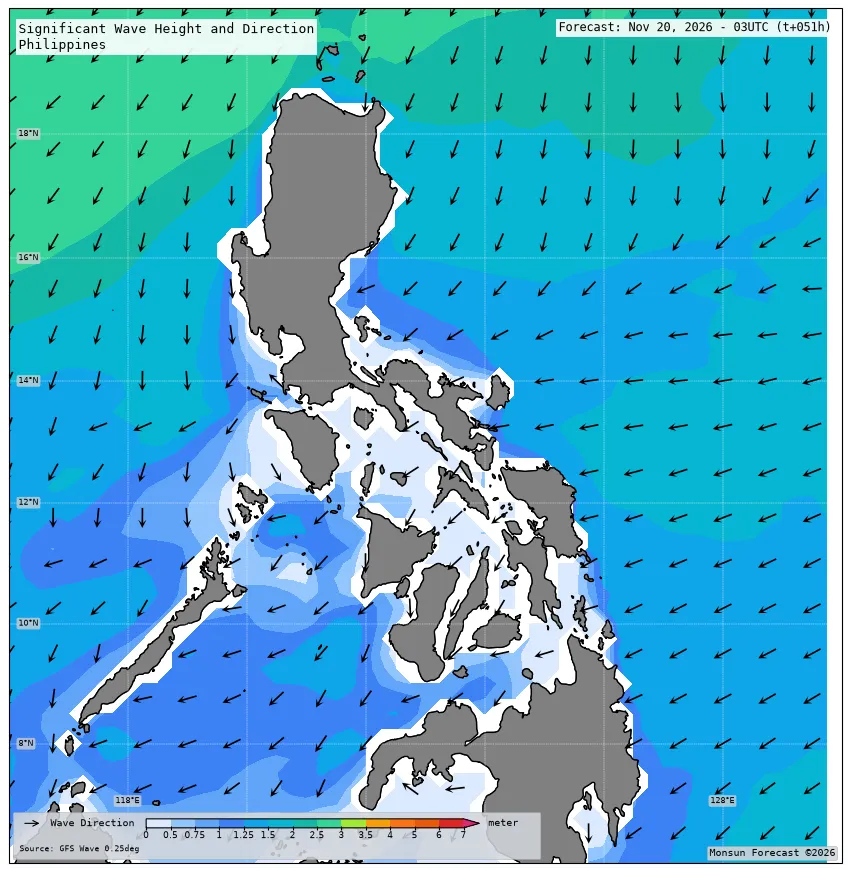 Significant Wave Height and Direction
Philippines
Forecast: Nov 20, 2026 - 03UTC (t+051h)
18°N
16°N
14°N
12°N
10°N
8°N
118°E
128°E
Wave Direction
0 0.5 0.75 1 1.25 1.5 2 2.5 3 3.5 4 5 6 7
meter
Source: GFS Wave 0.25deg
Monsun Forecast ©2026